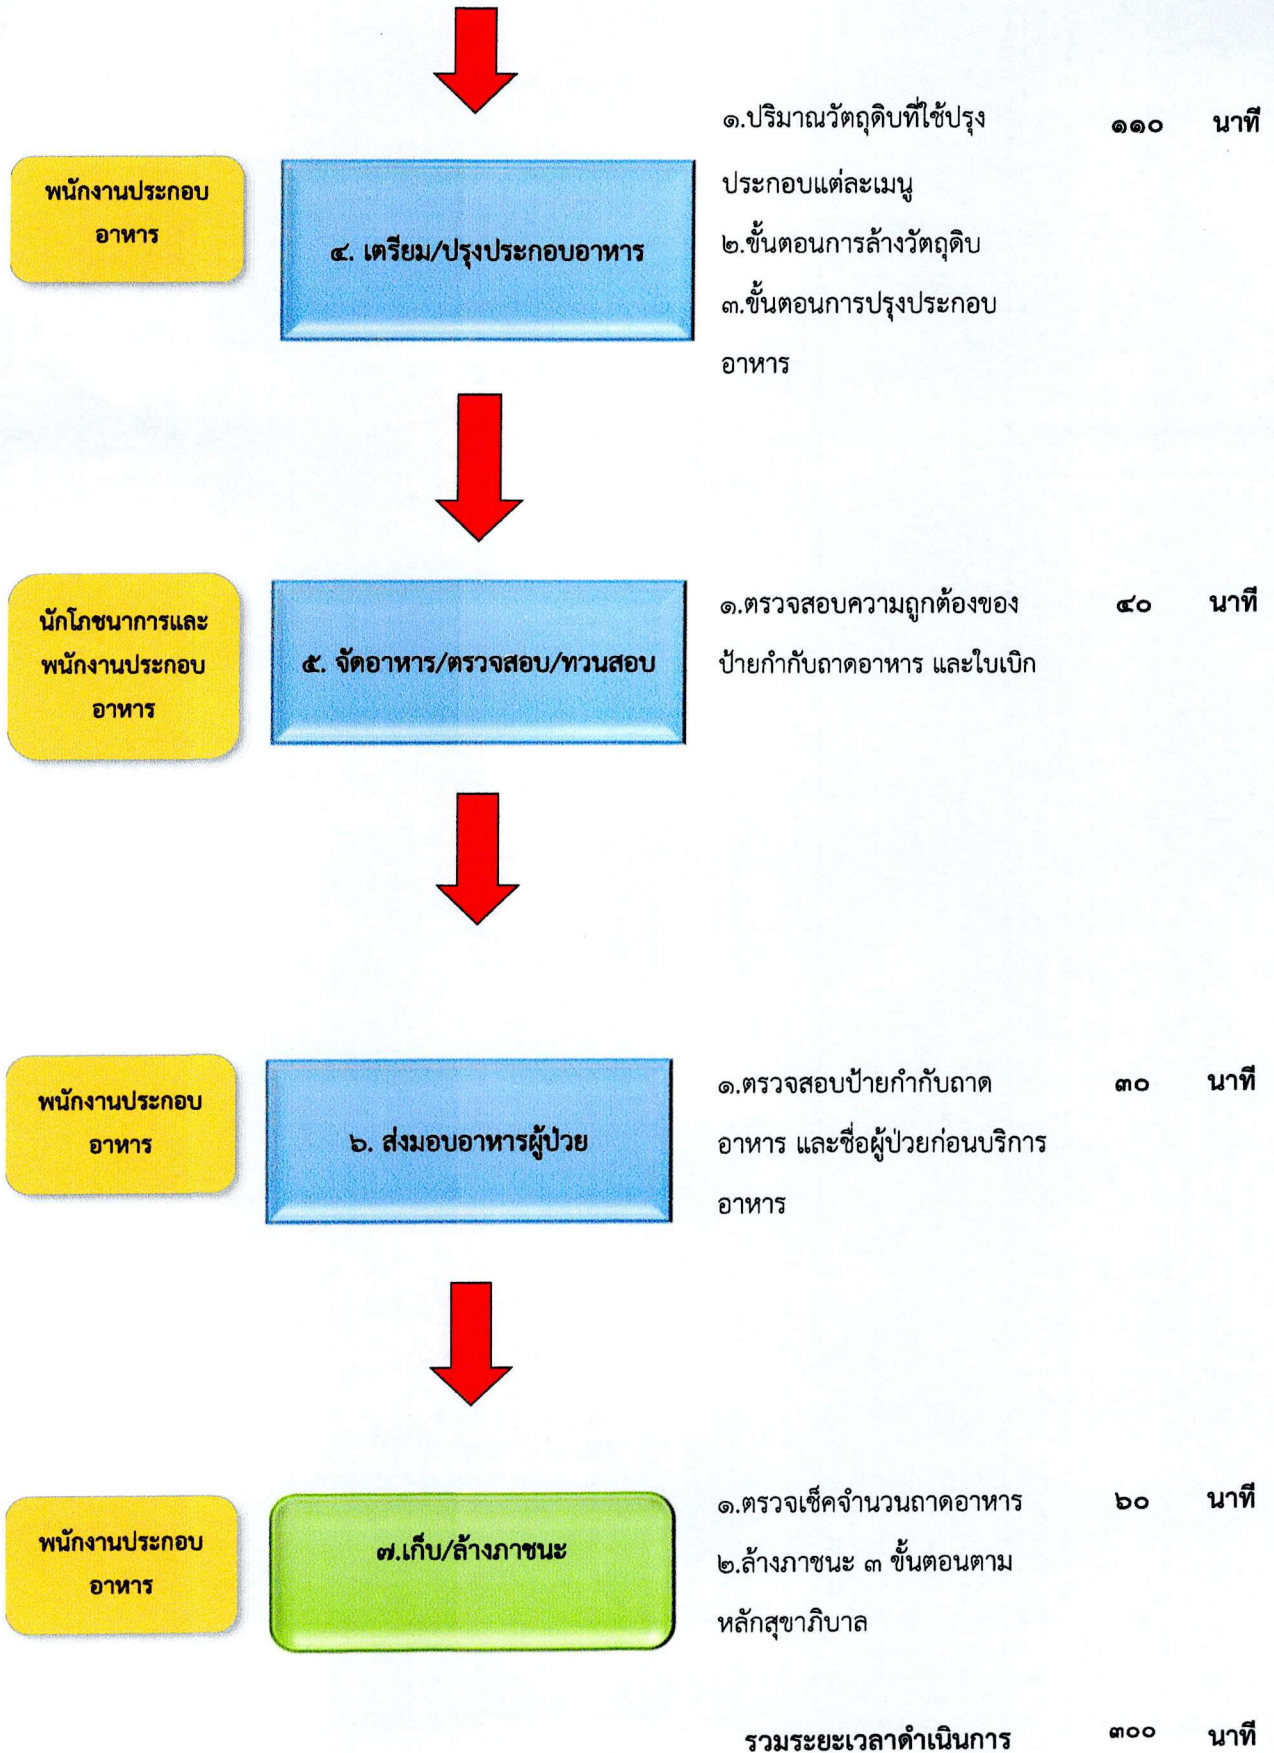 ๑.ปริมาณวัตถุดิบที่ใช้ปรุง ๑๑๐ นาที
ประกอบแต่ละเมนู
๒.ขั้นตอนการล้างวัตถุดิบ
๓.ขั้นตอนการปรุงประกอบ
อาหาร
พนักงานประกอบ
อาหาร
๔. เตรียม/ปรุงประกอบอาหาร
๑.ตรวจสอบความถูกต้องของ ๔๐ นาที
ป้ายกำกับถาดอาหาร และใบเบิก
นักโภชนาการและ
พนักงานประกอบ
อาหาร
๕. จัดอาหาร/ตรวจสอบ/ทวนสอบ
๑.ตรวจสอบป้ายกำกับถาด ๓๐ นาที
อาหาร และชื่อผู้ป่วยก่อนบริการ
อาหาร
พนักงานประกอบ
อาหาร
๖. ส่งมอบอาหารผู้ป่วย
๑.ตรวจเช็คจำนวนถาดอาหาร ๖๐ นาที
๒.ล้างภาชนะ ๓ ขั้นตอนตาม
หลักสุขาภิบาล
พนักงานประกอบ
อาหาร
๗.เก็บ/ล้างภาชนะ
รวมระยะเวลาดำเนินการ ๓๐๐ นาที